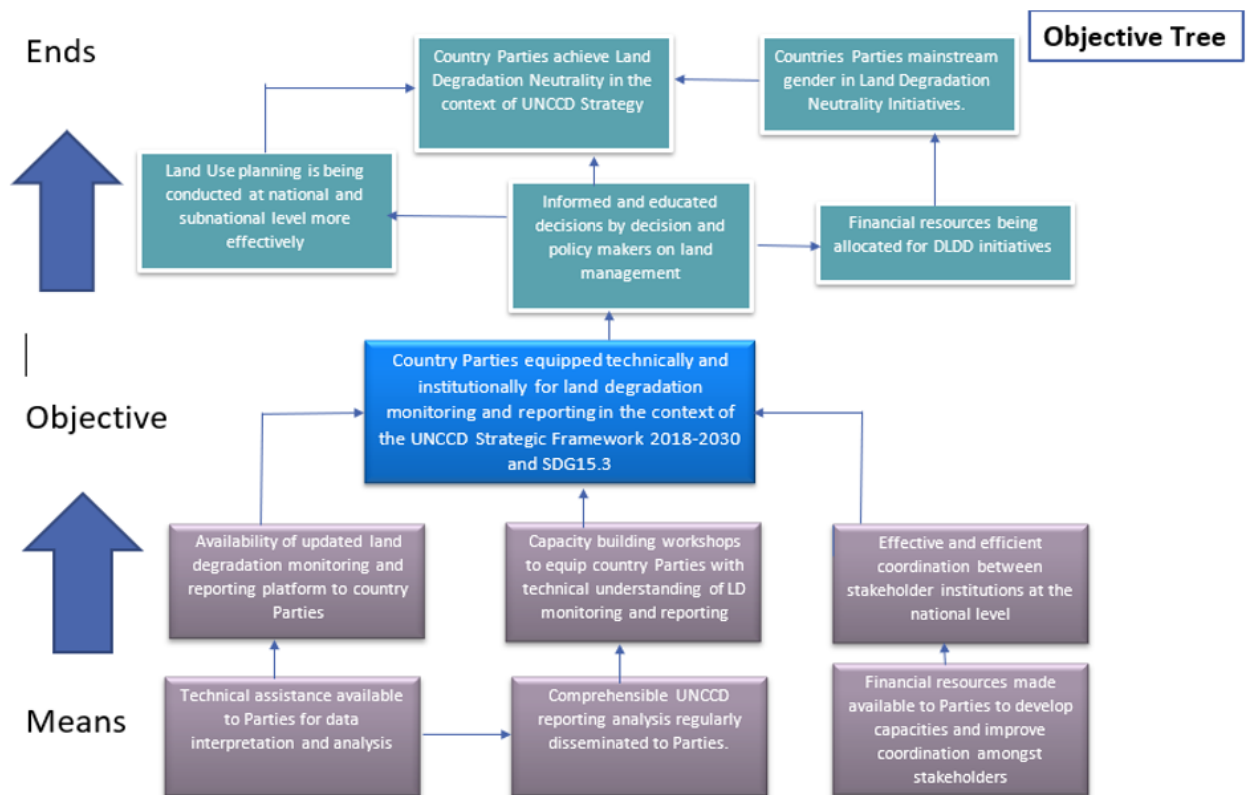 Objective Tree
Ends
Country Parties achieve Land
Degradation Neutrality in the
context of UNCCD Strategy
Countries Parties mainstream
gender in Land Degradation
Neutrality Initiatives.
Land Use planning is being
conducted at national and
subnational level more
effectively
Informed and educated
decisions by decision and
policy makers on land
management
Financial resources being
allocated for DLDD initiatives
Objective
Country Parties equipped technically and
institutionally for land degradation
monitoring and reporting in the context of
the UNCCD Strategic Framework 2018-2030
and SDG15.3
Availability of updated land
degradation monitoring and
reporting platform to country
Parties
Capacity building workshops
to equip country Parties with
technical understanding of LD
monitoring and reporting
Effective and efficient
coordination between
stakeholder institutions at the
national level
Means
Technical assistance available
to Parties for data
interpretation and analysis
Comprehensible UNCCD
reporting analysis regularly
disseminated to Parties.
Financial resources made
available to Parties to develop
capacities and improve
coordination amongst
stakeholders